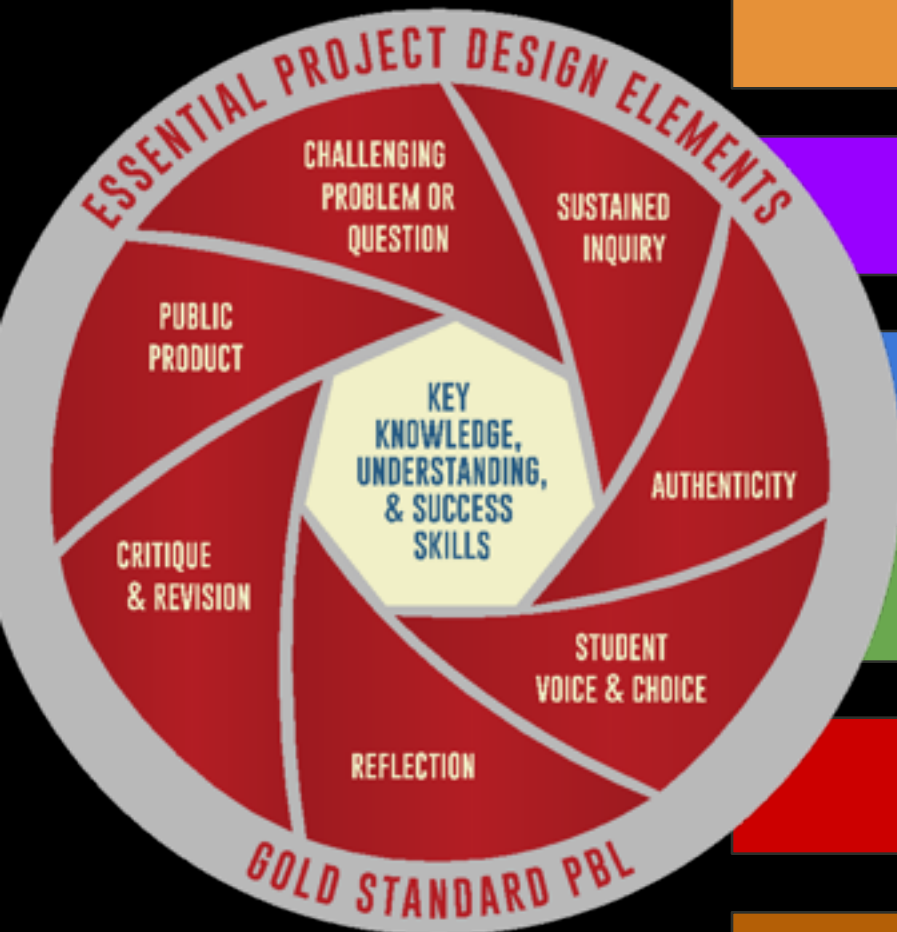 ESSENTIAL PROJECT DESIGN ELEMENTS
CHALLENGING
PROBLEM OR
QUESTION
SUSTAINED
INQUIRY
AUTHENTICITY
STUDENT
VOICE & CHOICE
REFLECTION
CRITIQUE
& REVISION
PUBLIC
PRODUCT
KEY
KNOWLEDGE,
UNDERSTANDING,
& SUCCESS
SKILLS
GOLD STANDARD PBL